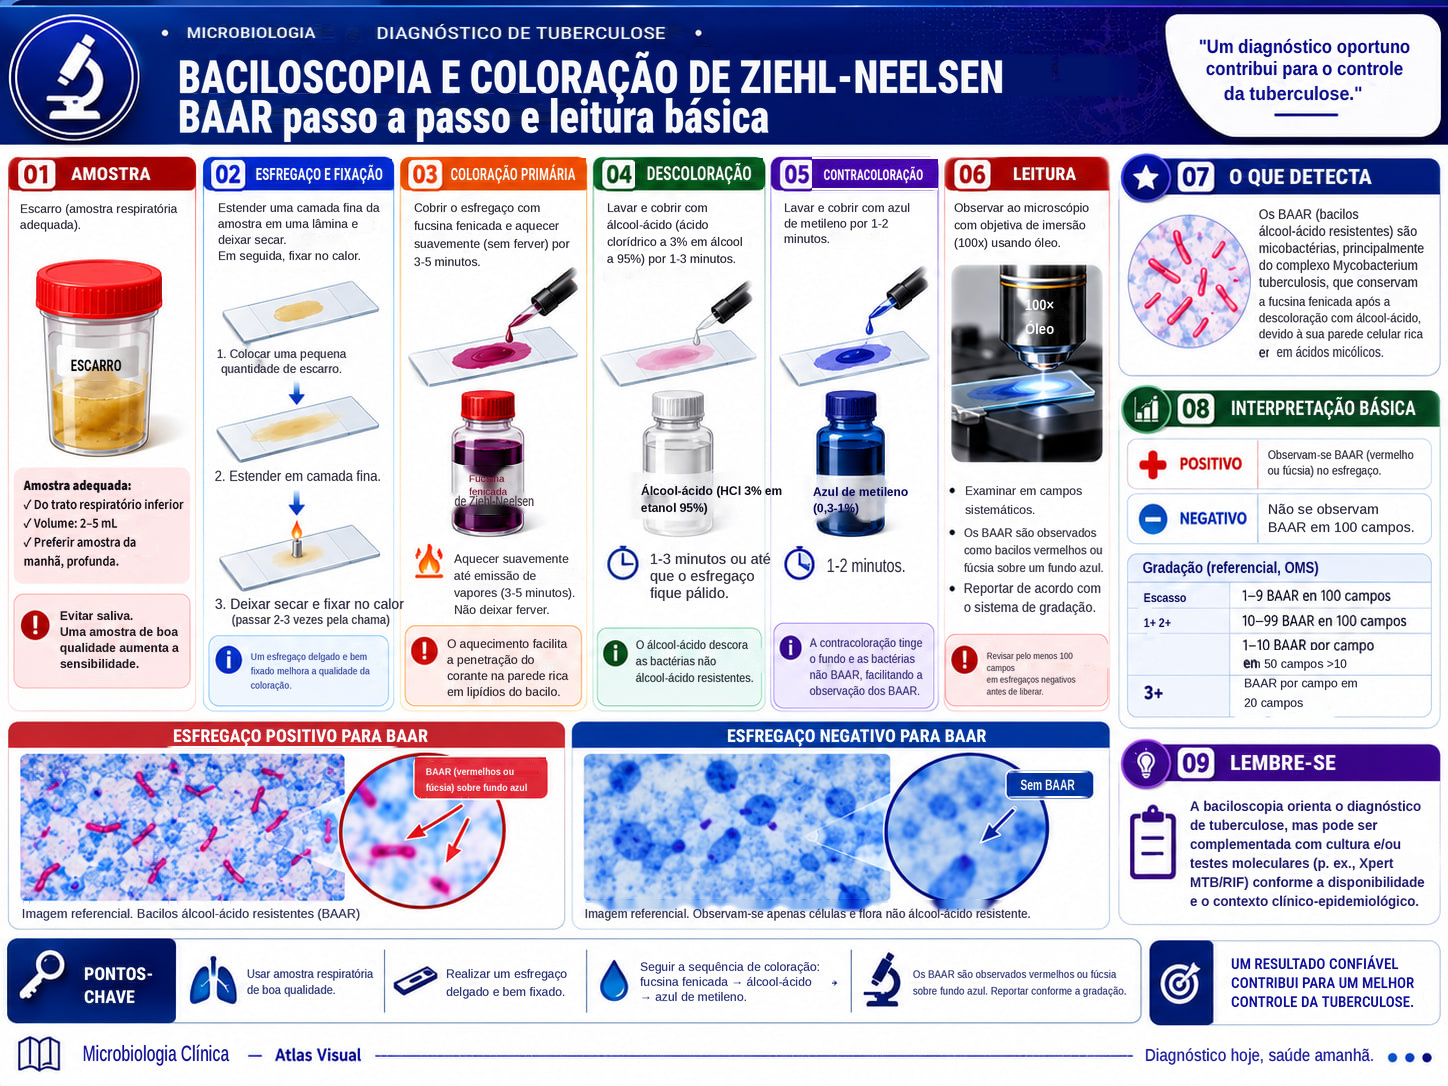 • MICROBIOLOGIA DIAGNÓSTICO DE TUBERCULOSE •
BACILOSCOPIA E COLORAÇÃO DE ZIEHL-NEELSEN
BAAR passo a passo e leitura básica
"Um diagnóstico oportuno
contribui para o controle
da tuberculose."
01 AMOSTRA
Escarro (amostra respiratória
adequada).
ESCARRO
Amostra adequada:
✓ Do trato respiratório inferior
✓ Volume: 2–5 mL
✓ Preferir amostra da
manhã, profunda.
Evitar saliva.
Uma amostra de boa
qualidade aumenta a
sensibilidade.
02 ESFREGAÇO E FIXAÇÃO
Estender uma camada fina da
amostra em uma lâmina e
deixar secar.
Em seguida, fixar no calor.
1. Colocar uma pequena
quantidade de escarro.
2. Estender em camada fina.
3. Deixar secar e fixar no calor
(passar 2-3 vezes pela chama)
Um esfregaço delgado e bem
fixado melhora a qualidade da
coloração.
03 COLORAÇÃO PRIMÁRIA
Cobrir o esfregaço com
fucsina fenicada e aquecer
suavemente (sem ferver) por
3-5 minutos.
Fucsina
fenicada
de Ziehl-Neelsen
Aquecer suavemente
até emissão de
vapores (3-5 minutos).
Não deixar ferver.
O aquecimento facilita
a penetração do
corante na parede rica
em lipídios do bacilo.
04 DESCOLORAÇÃO
Lavar e cobrir com
álcool-ácido (ácido
clorídrico a 3% em álcool
a 95%) por 1-3 minutos.
Álcool-ácido (HCl 3% em
etanol 95%)
1-3 minutos ou até
que o esfregaço
fique pálido.
O álcool-ácido descora
as bactérias não
álcool-ácido resistentes.
05 CONTRACOLORAÇÃO
Lavar e cobrir com azul
de metileno por 1-2
minutos.
Azul de metileno
(0,3-1%)
1-2 minutos.
A contracoloração tinge
o fundo e as bactérias
não BAAR, facilitando a
observação dos BAAR.
06 LEITURA
Observar ao microscópio
com objetiva de imersão
(100x) usando óleo.
100×
Óleo
• Examinar em campos
sistemáticos.
• Os BAAR são observados
como bacilos vermelhos ou
fúcsia sobre um fundo azul.
• Reportar de acordo com
o sistema de gradação.
Revisar pelo menos 100
campos
em esfregaços negativos
antes de liberar.
07 O QUE DETECTA
Os BAAR (bacilos
álcool-ácido resistentes) são
micobactérias, principalmente
do complexo Mycobacterium
tuberculosis, que conservam
a fucsina fenicada após a
descoloração com álcool-ácido,
devido à sua parede celular rica
er em ácidos micólicos.
08 INTERPRETAÇÃO BÁSICA
POSITIVO
Observam-se BAAR (vermelho
ou fúcsia) no esfregaço.
NEGATIVO
Não se observam
BAAR em 100 campos.
Gradação (referencial, OMS)
Escasso 1–9 BAAR en 100 campos
1+ 2+ 10–99 BAAR en 100 campos
1–10 BAAR por campo
en 50 campos >10
3+ BAAR por campo em
20 campos
09 LEMBRE-SE
A baciloscopia orienta o diagnóstico
de tuberculose, mas pode ser
complementada com cultura e/ou
testes moleculares (p. ex., Xpert
MTB/RIF) conforme a disponibilidade
e o contexto clínico-epidemiológico.
ESFREGAÇO POSITIVO PARA BAAR
BAAR (vermelhos ou
fúcsia) sobre fundo azul
Imagem referencial. Bacilos álcool-ácido resistentes (BAAR)
ESFREGAÇO NEGATIVO PARA BAAR
Sem BAAR
Imagem referencial. Observam-se apenas células e flora não álcool-ácido resistente.
PONTOS-
CHAVE
Usar amostra respiratória
de boa qualidade.
Realizar um esfregaço
delgado e bem fixado.
Seguir a sequência de coloração:
fucsina fenicada → álcool-ácido →
→ azul de metileno.
Os BAAR são observados vermelhos ou fúcsia
sobre fundo azul. Reportar conforme a gradação.
UM RESULTADO CONFIÁVEL
CONTRIBUI PARA UM MELHOR
CONTROLE DA TUBERCULOSE.
Microbiologia Clínica — Atlas Visual
Diagnóstico hoje, saúde amanhã.